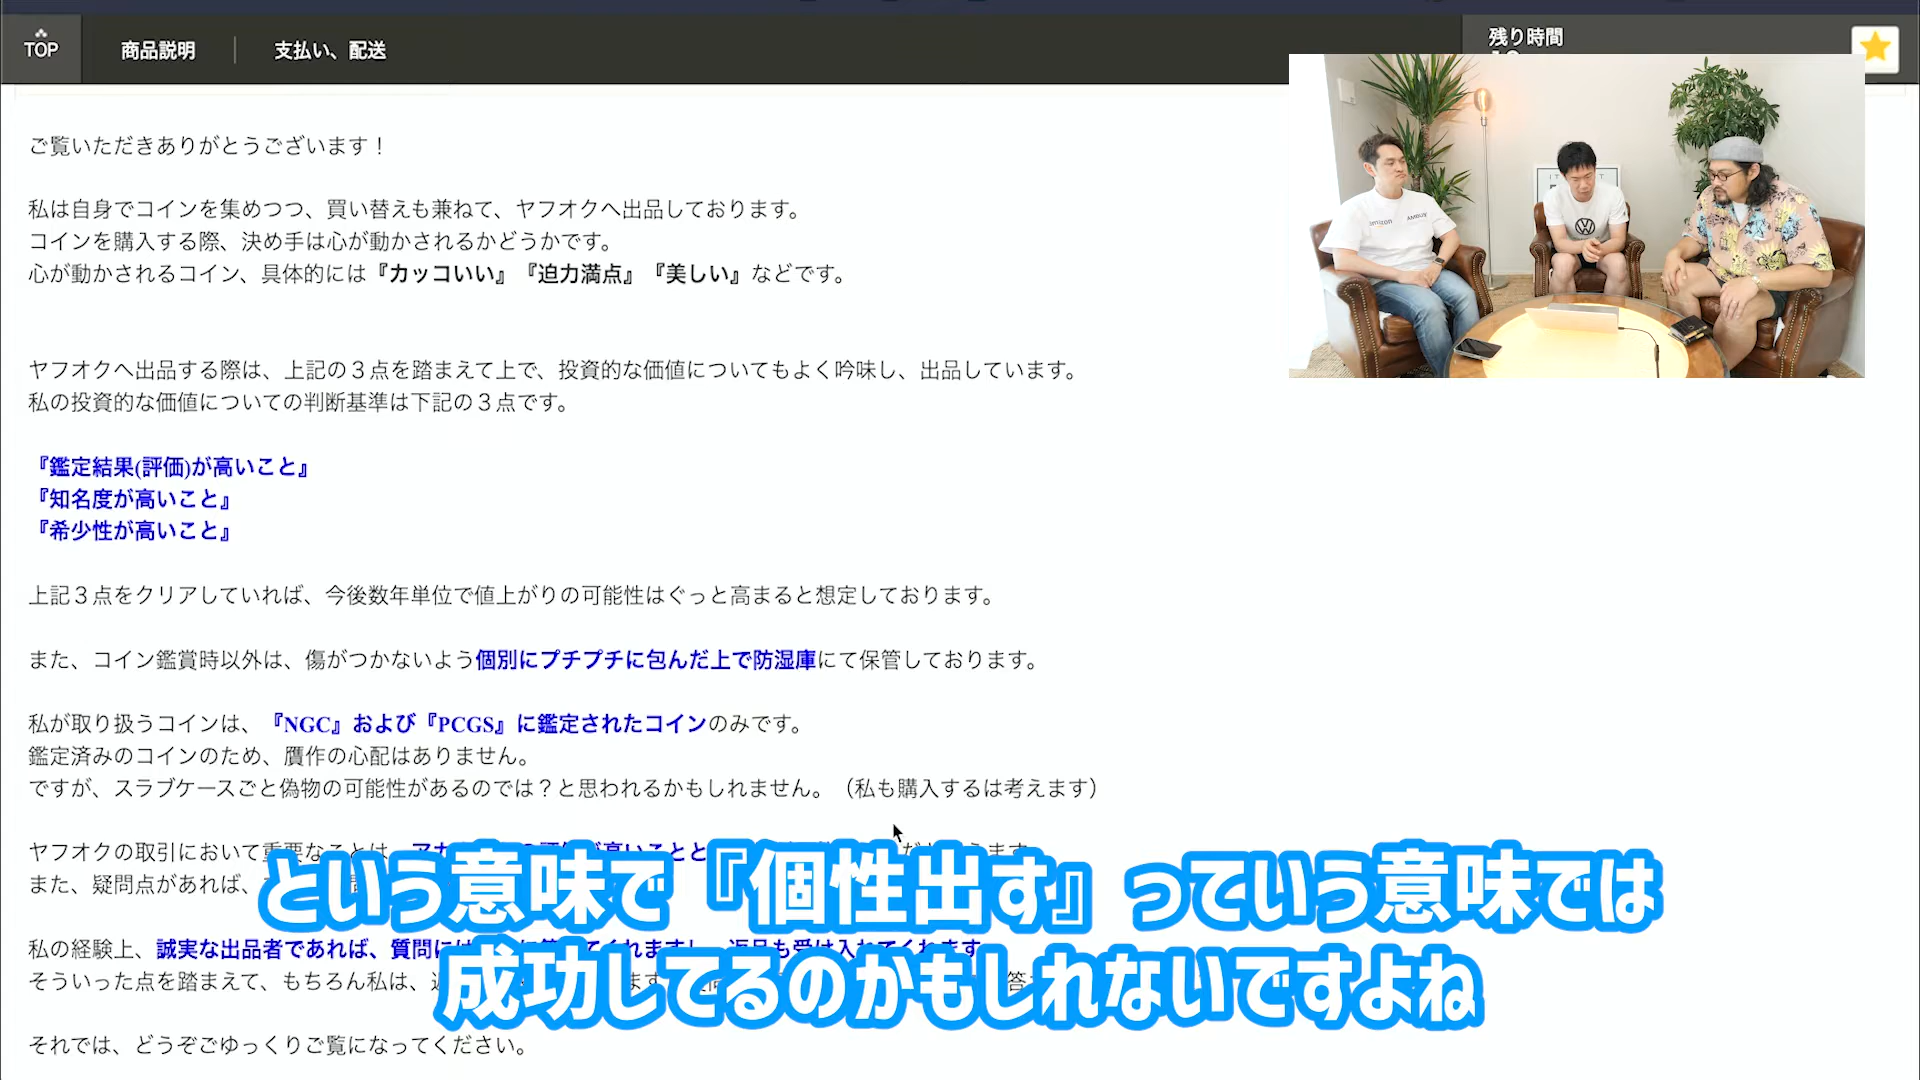 TOP
商品説明
支払い、配送
残り時間
ご覧いただきありがとうございます！
私は自身でコインを集めつつ、買い替えも兼ねて、ヤフオクへ出品しております。
コインを購入する際、決め手は心が動かされるかどうかです。
心が動かされるコイン、具体的には『カッコいい』『迫力満点』『美しい』などです。
ヤフオクへ出品する際は、上記の３点を踏まえて上で、投資的な価値についてもよく吟味し、出品しています。
私の投資的な価値についての判断基準は下記の３点です。
『鑑定結果(評価)が高いこと』
『知名度が高いこと』
『希少性が高いこと』
上記３点をクリアしていれば、今後数年単位で値上がりの可能性はぐっと高まると想定しております。
また、コイン鑑賞時以外は、傷がつかないよう個別にプチプチに包んだ上で防湿庫にて保管しております。
私が取り扱うコインは、『NGC』および『PCGS』に鑑定されたコインのみです。
鑑定済みのコインのため、贋作の心配はありません。
ですが、スラブケースごと偽物の可能性があるのでは？と思われるかもしれません。（私も購入するは考えます）
ヤフオクの取引において重要なことは、
また、疑問点があれば、
という意味で『個性出す』っていう意味では
私の経験上、誠実な出品者であれば、質問には
そういった点を踏まえて、もちろん私は、
成功してるのかもしれないですよね
それでは、どうぞごゆっくりご覧になってください。